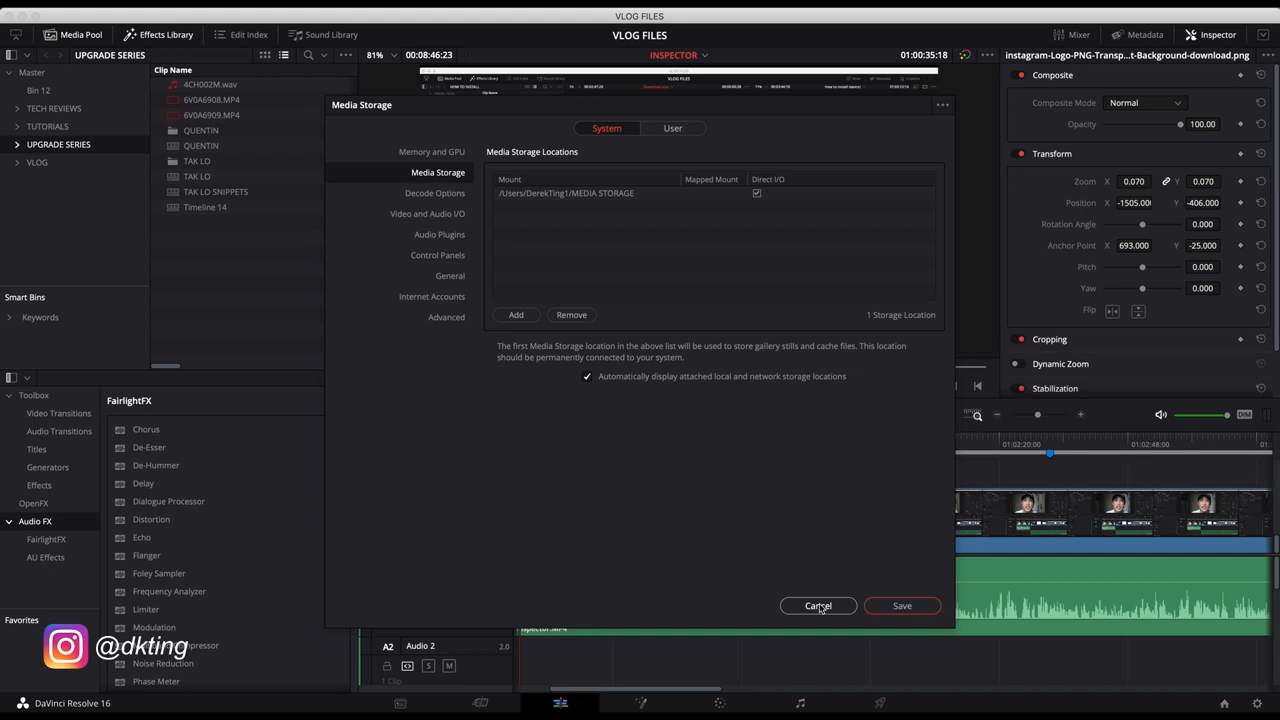 VLOG FILES
Media Pool
Effects Library
Edit Index
Sound Library
VLOG FILES
Mixer
Metadata
Inspector
UPGRADE SERIES
81%
00:08:46:23
INSPECTOR
01:00:35:18
instagram-Logo-PNG-Transp...t-Background-download.png
Master
Bin 12
TECH REVIEWS
TUTORIALS
UPGRADE SERIES
VLOG
Smart Bins
Keywords
Clip Name
4CH002M.wav
6V0A6908.MP4
6V0A6909.MP4
QUENTIN
QUENTIN
TAK LO
TAK LO
TAK LO SNIPPETS
Timeline 14
Media Storage
System
User
Memory and GPU
Media Storage
Decode Options
Video and Audio I/O
Audio Plugins
Control Panels
General
Internet Accounts
Advanced
Media Storage Locations
Mount
Mapped Mount
Direct I/O
/Users/DerekTing1/MEDIA STORAGE
Add
Remove
1 Storage Location
The first Media Storage location in the above list will be used to store gallery stills and cache files. This location
should be permanently connected to your system.
Automatically display attached local and network storage locations
Cancel
Save
Composite
Composite Mode
Normal
Opacity
100.00
Transform
Zoom X 0.070 Y 0.070
Position X -1505.00 Y -406.000
Rotation Angle 0.000
Anchor Point X 693.000 Y -25.000
Pitch 0.000
Yaw 0.000
Flip
Cropping
Dynamic Zoom
Stabilization
DIM
01:02:20:00
01:02:48:00
Toolbox
Video Transitions
Audio Transitions
Titles
Generators
Effects
OpenFX
Audio FX
FairlightFX
AU Effects
Favorites
FairlightFX
Chorus
De-Esser
De-Hummer
Delay
Dialogue Processor
Distortion
Echo
Flanger
Foley Sampler
Frequency Analyzer
Limiter
Modulation
Noise Reduction
Phase Meter
@dkting
A2
Audio 2
2.0
S
M
1 Clip
DaVinci Resolve 16